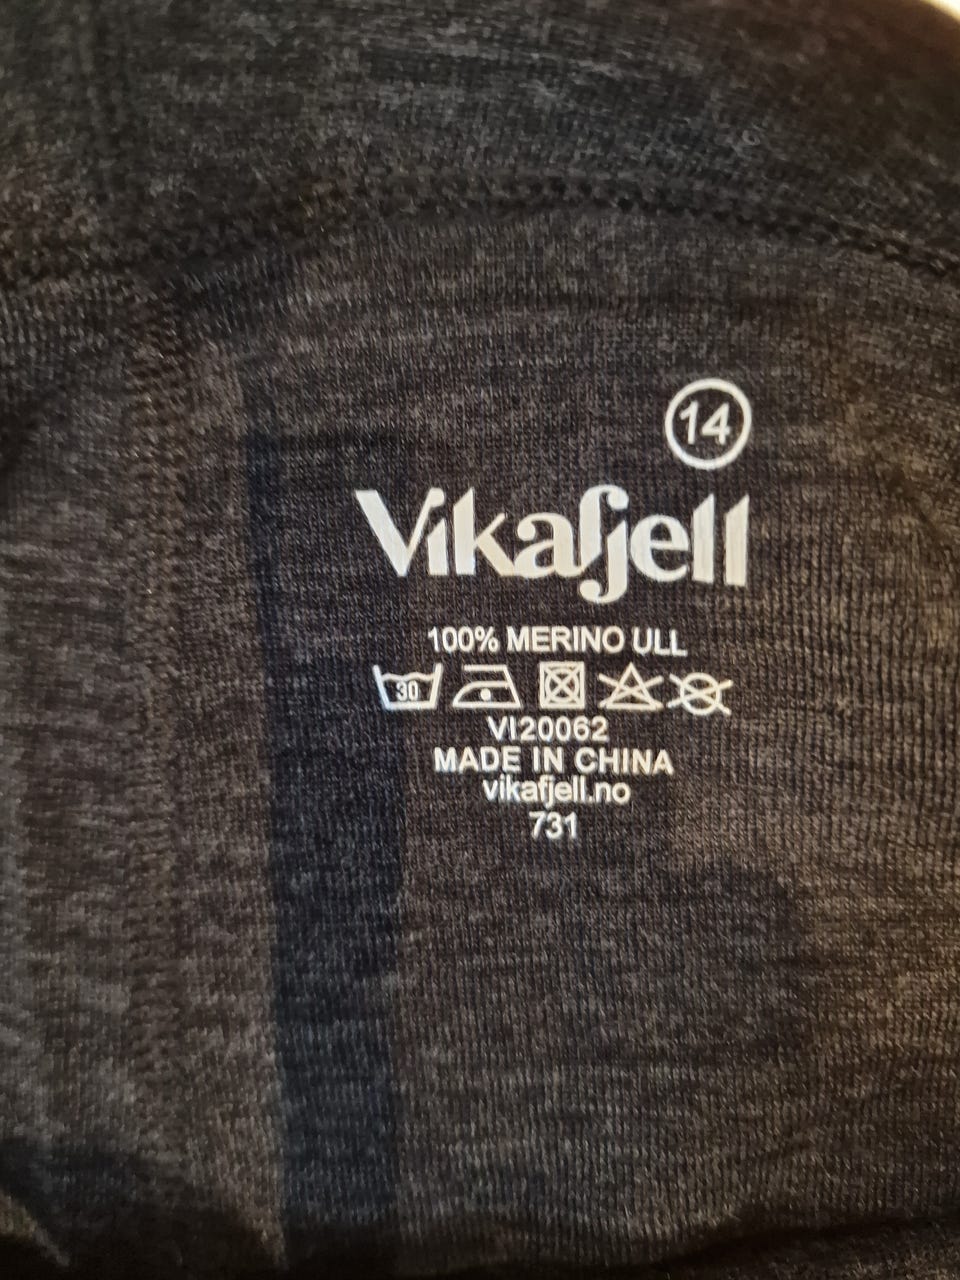 14
Vikafjell
100% MERINO ULL
30
VI20062
MADE IN CHINA
vikafjell.no
731